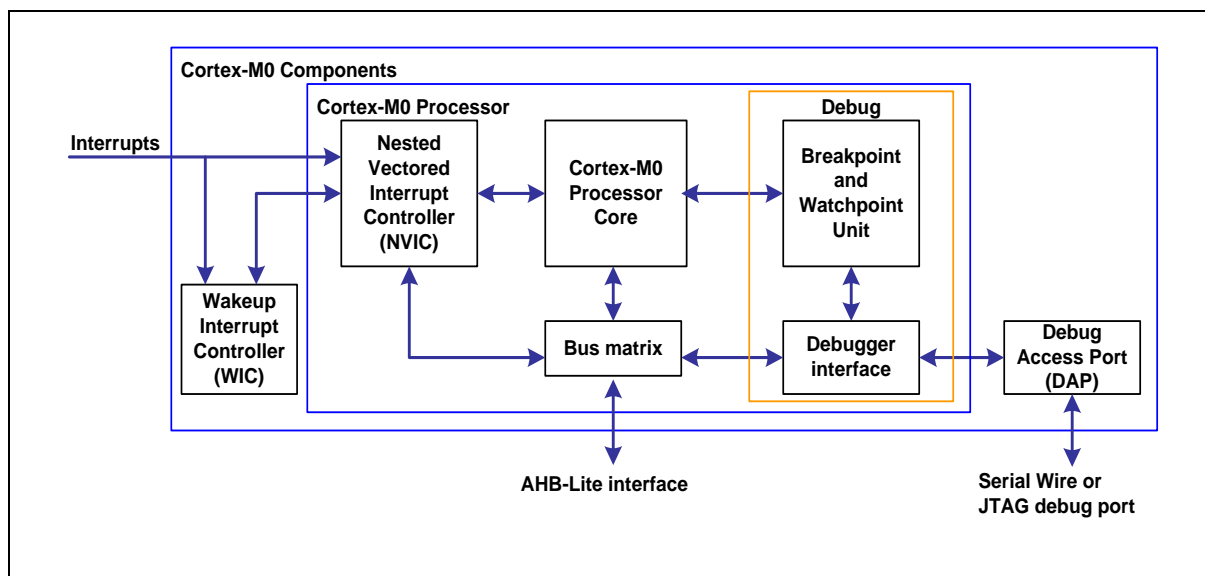 Cortex-M0 Components
Cortex-M0 Processor
Debug
Interrupts
Nested
Vectored
Interrupt
Controller
(NVIC)
Cortex-M0
Processor
Core
Breakpoint
and
Watchpoint
Unit
Wakeup
Interrupt
Controller
(WIC)
Bus matrix
Debugger
interface
Debug
Access Port
(DAP)
AHB-Lite interface
Serial Wire or
JTAG debug port